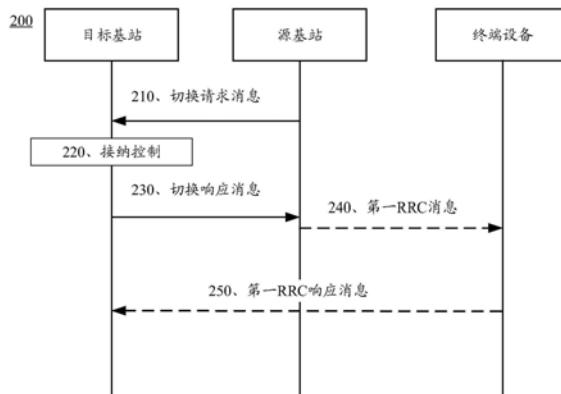 200
目标基站
源基站
终端设备
210、切换请求消息
220、接纳控制
230、切换响应消息
240、第一RRC消息
250、第一RRC响应消息